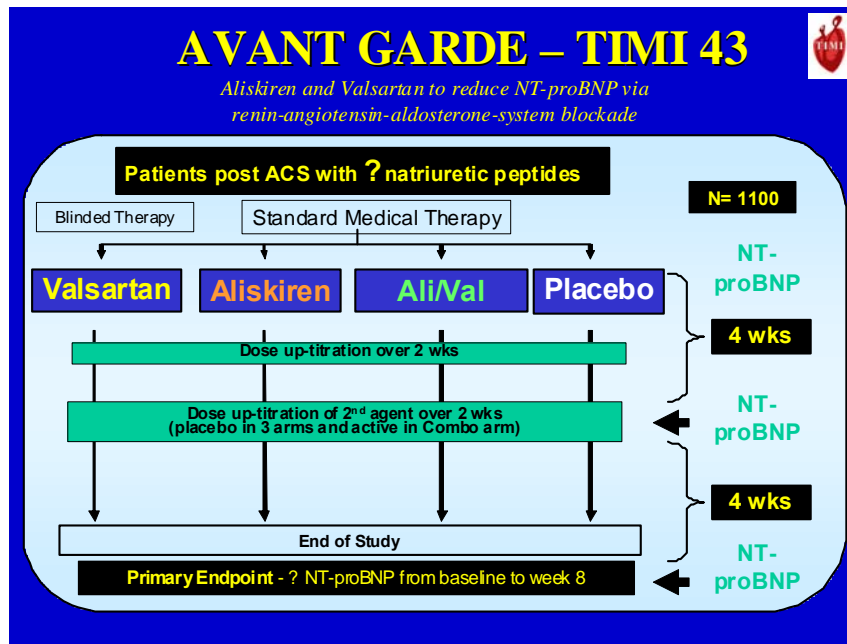 AVANT GARDE – TIMI 43
TIMI
Aliskiren and Valsartan to reduce NT-proBNP via
renin-angiotensin-aldosterone-system blockade
Patients post ACS with ? natriuretic peptides
N= 1100
Blinded Therapy
Standard Medical Therapy
Valsartan
Aliskiren
Ali/Val
Placebo
NT-
proBNP
Dose up-titration over 2 wks
4 wks
Dose up-titration of 2nd agent over 2 wks
(placebo in 3 arms and active in Combo arm)
NT-
proBNP
4 wks
End of Study
Primary Endpoint - ? NT-proBNP from baseline to week 8
NT-
proBNP